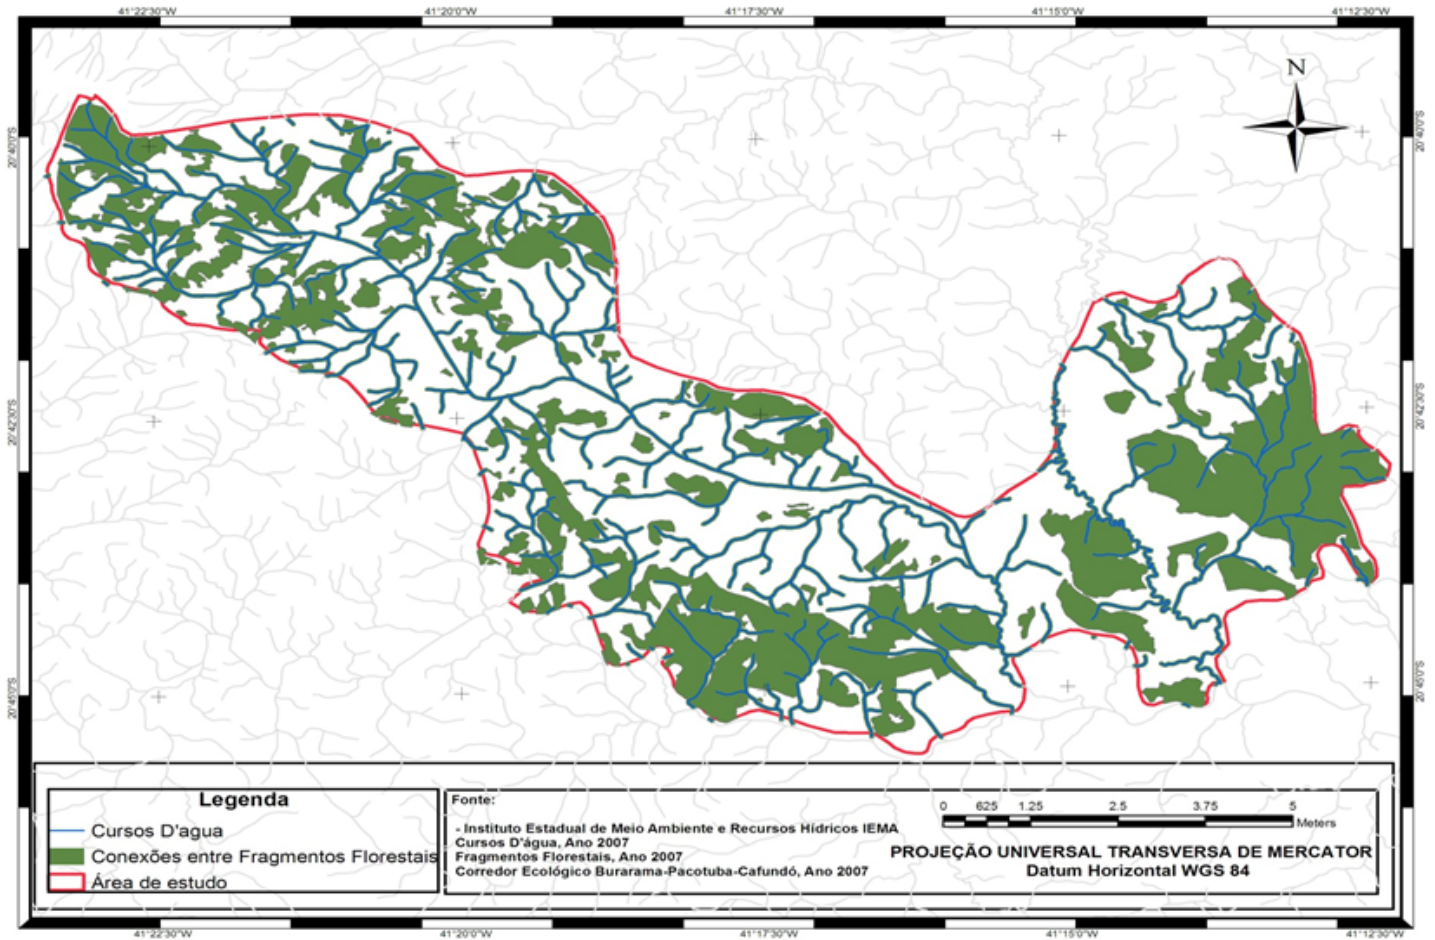 41°22'30"W 41°20'0"W 41°17'30"W 41°15'0"W 41°12'30"W
N
20°40'0"S 20°40'0"S
20°42'30"S 20°42'30"S
20°45'0"S 20°45'0"S
Legenda
Cursos D'agua
Conexões entre Fragmentos Florestais
Área de estudo
Fonte:
- Instituto Estadual de Meio Ambiente e Recursos Hídricos IEMA
Cursos D'água, Ano 2007
Fragmentos Florestais, Ano 2007
Corredor Ecológico Burarama-Pacotuba-Cafundó, Ano 2007
0 625 1.25 2.5 3.75 5
Meters
PROJEÇÃO UNIVERSAL TRANSVERSA DE MERCATOR
Datum Horizontal WGS 84
41°22'30"W 41°20'0"W 41°17'30"W 41°15'0"W 41°12'30"W